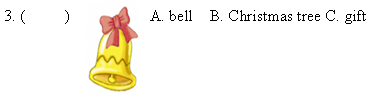 3. (     )     A. bell   B. Christmas tree C. gift